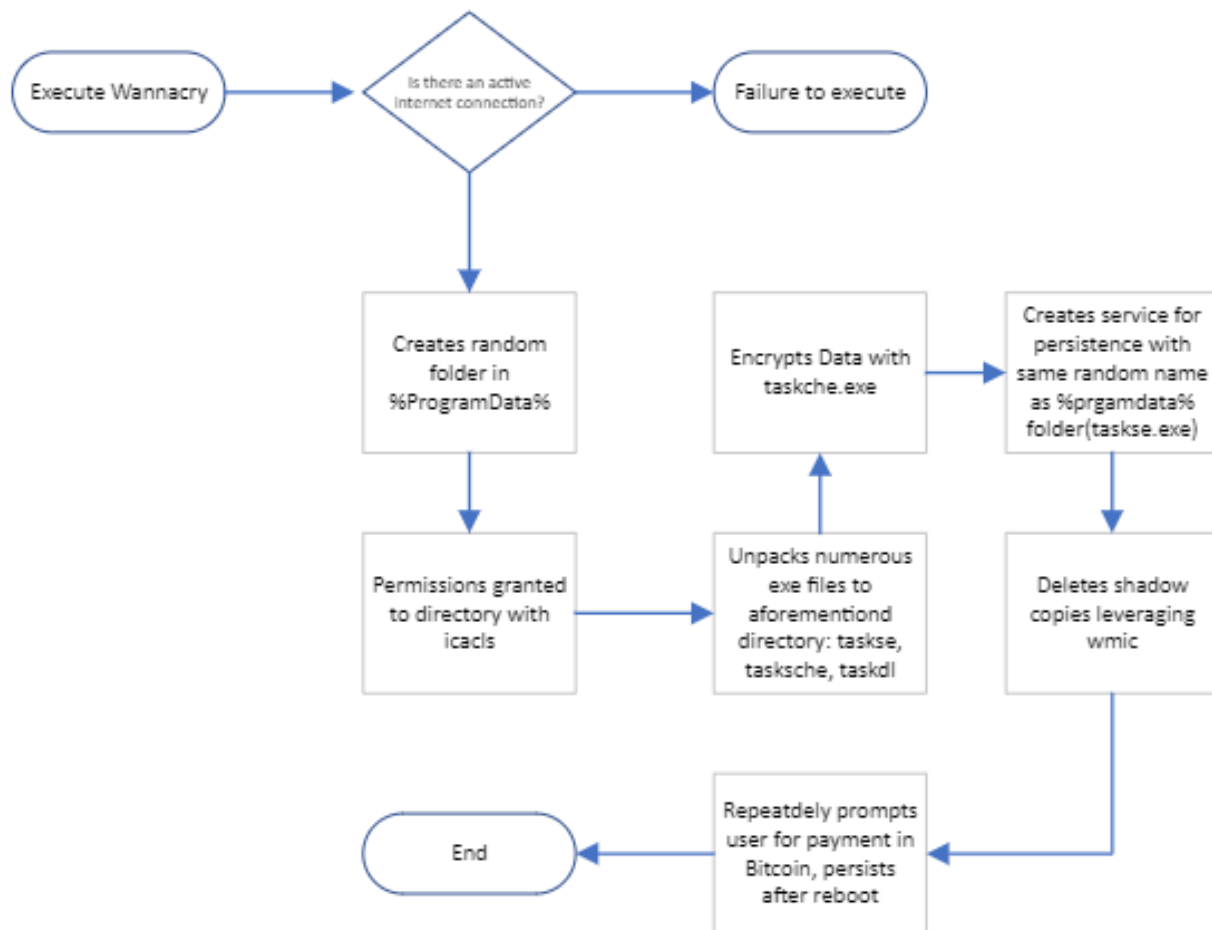 Execute Wannacry
Is there an active
Internet connection?
Failure to execute
Creates random
folder in
%ProgramData%
Encrypts Data with
taskche.exe
Creates service for
persistence with
same random name
as %prgamdata%
folder(taskse.exe)
Permissions granted
to directory with
icacls
Unpacks numerous
exe files to
aforementiond
directory: taskse,
tasksche, taskdl
Deletes shadow
copies leveraging
wmic
End
Repeatdely prompts
user for payment in
Bitcoin, persists
after reboot